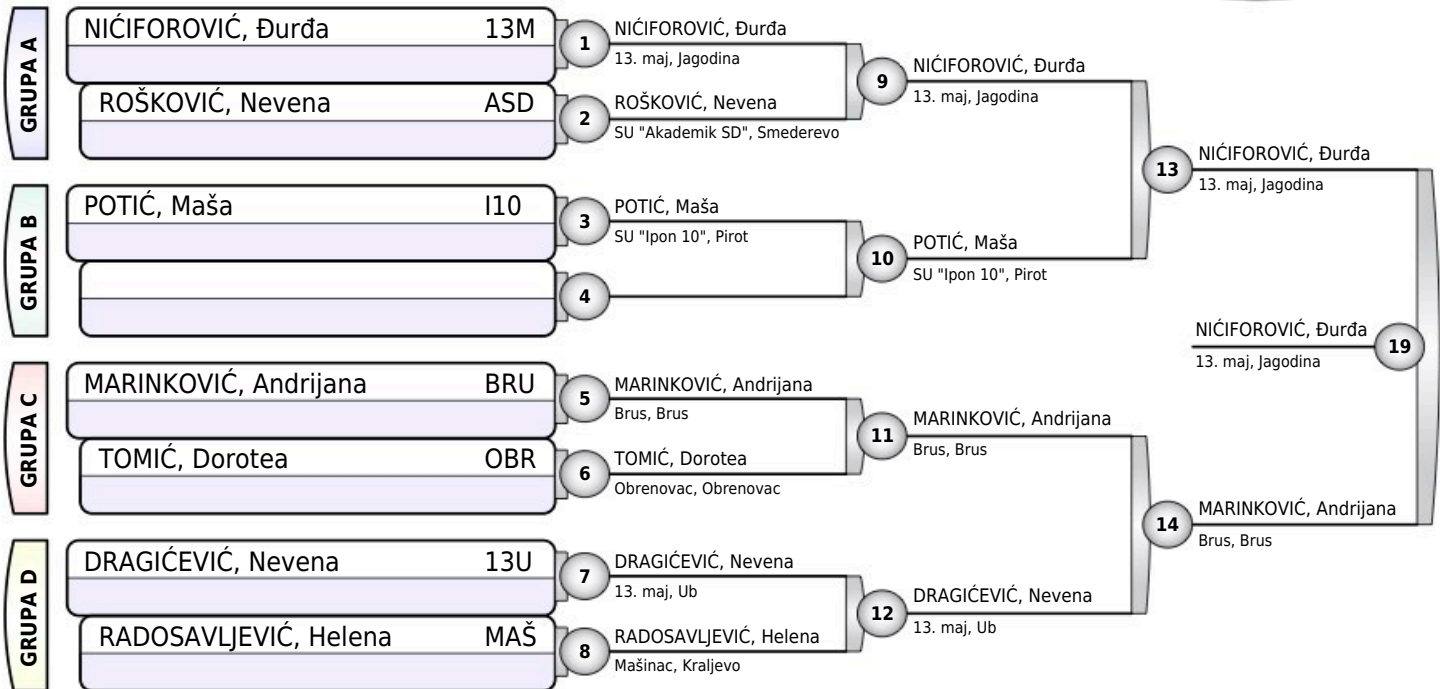 GRUPA A
NIĆIFOROVIĆ, Đurđa 13M
ROŠKOVIĆ, Nevena ASD
1
NIĆIFOROVIĆ, Đurđa
13. maj, Jagodina
2
ROŠKOVIĆ, Nevena
SU "Akademik SD", Smederevo
9
NIĆIFOROVIĆ, Đurđa
13. maj, Jagodina
GRUPA B
POTIĆ, Maša I10
3
POTIĆ, Maša
SU "Ipon 10", Pirot
4
10
POTIĆ, Maša
SU "Ipon 10", Pirot
13
NIĆIFOROVIĆ, Đurđa
13. maj, Jagodina
GRUPA C
MARINKOVIĆ, Andrijana BRU
TOMIĆ, Dorotea OBR
5
MARINKOVIĆ, Andrijana
Brus, Brus
6
TOMIĆ, Dorotea
Obrenovac, Obrenovac
11
MARINKOVIĆ, Andrijana
Brus, Brus
GRUPA D
DRAGIĆEVIĆ, Nevena 13U
RADOSAVLJEVIĆ, Helena MAŠ
7
DRAGIĆEVIĆ, Nevena
13. maj, Ub
8
RADOSAVLJEVIĆ, Helena
Mašinac, Kraljevo
12
DRAGIĆEVIĆ, Nevena
13. maj, Ub
14
MARINKOVIĆ, Andrijana
Brus, Brus
NIĆIFOROVIĆ, Đurđa
13. maj, Jagodina
19